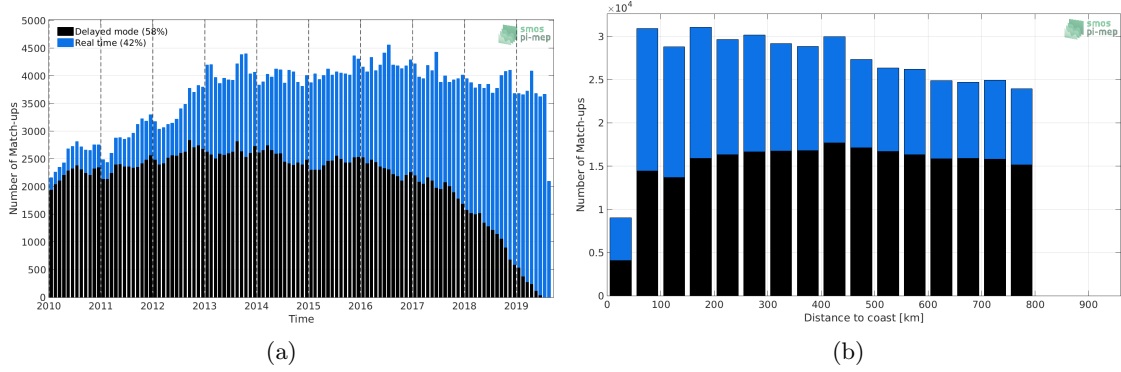 5000
4500
4000
3500
3000
2500
2000
1500
1000
500
0
Number of Match-ups
Delayed mode (58%)
Real time (42%)
smos
pi-mep
2010 2011 2012 2013 2014 2015 2016 2017 2018 2019
Time
(a)
×10⁴
3
2.5
2
1.5
1
0.5
0
Number of Match-ups
smos
pi-mep
0 100 200 300 400 500 600 700 800 900
Distance to coast [km]
(b)